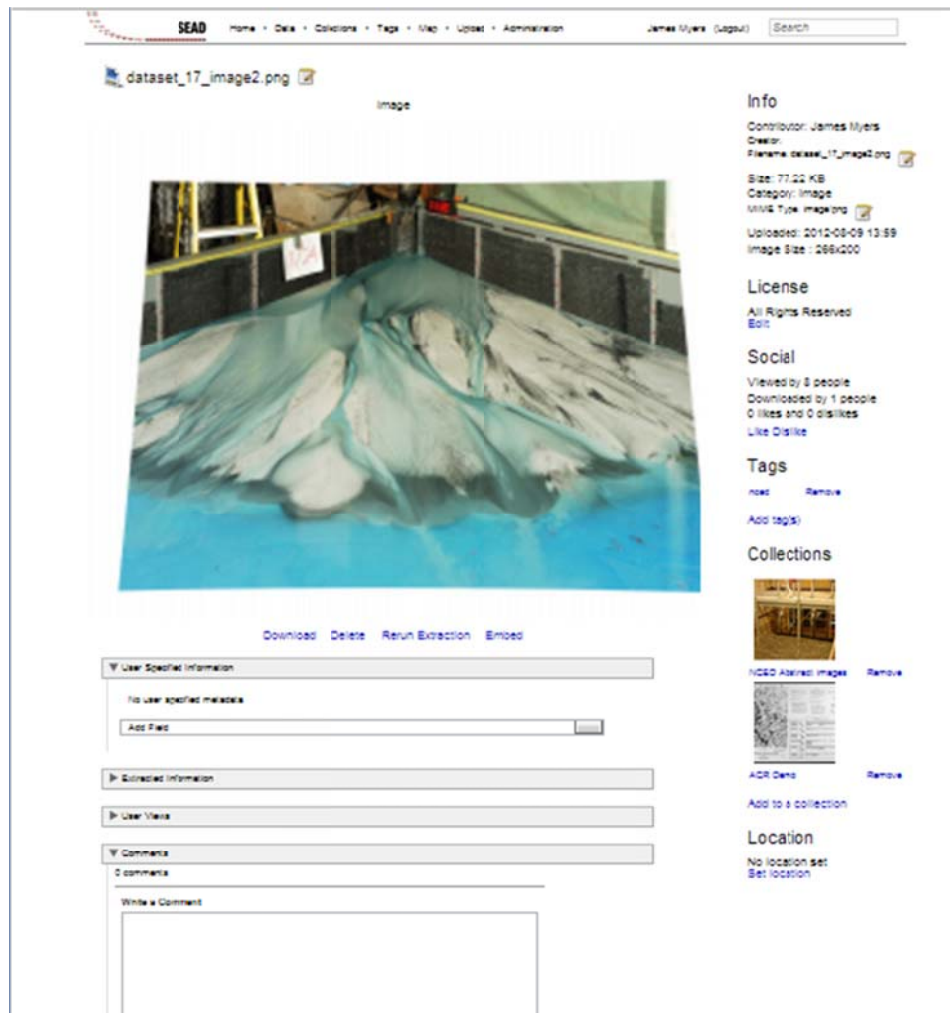 SEAD Home • Data • Collections • Tags • Map • Upload • Administration James Myers (Logout) Search
dataset_17_image2.png
Image
Info
Contributor: James Myers
Creator:
Filename: dataset_17_image2.png
Size: 77.22 KB
Category: Image
MIME Type: image/png
Uploaded: 2012-08-09 13:59
Image Size : 266x200
License
All Rights Reserved
Edit
Social
Viewed by 8 people
Downloaded by 1 people
0 likes and 0 dislikes
Like Dislike
Tags
nced Remove
Add tag(s)
Collections
NCED Abstract Images Remove
ACR Demo Remove
Add to a collection
Location
No location set
Set location
Download Delete Rerun Extraction Embed
User Specified Information
No user specified metadata
Add Field
Extracted Information
User Views
Comments
0 comments
Write a Comment